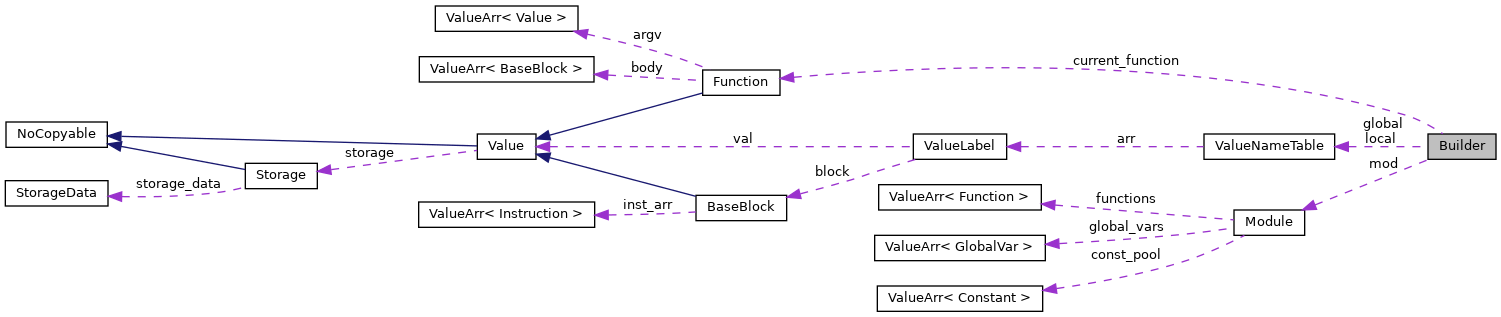 ValueArr< Value >
argv
ValueArr< BaseBlock >
body
Function
current_function
NoCopyable
Value
val
ValueLabel
arr
ValueNameTable
global
local
Builder
storage
Storage
storage_data
StorageData
block
mod
ValueArr< Function >
functions
BaseBlock
inst_arr
ValueArr< Instruction >
Module
global_vars
ValueArr< GlobalVar >
const_pool
ValueArr< Constant >